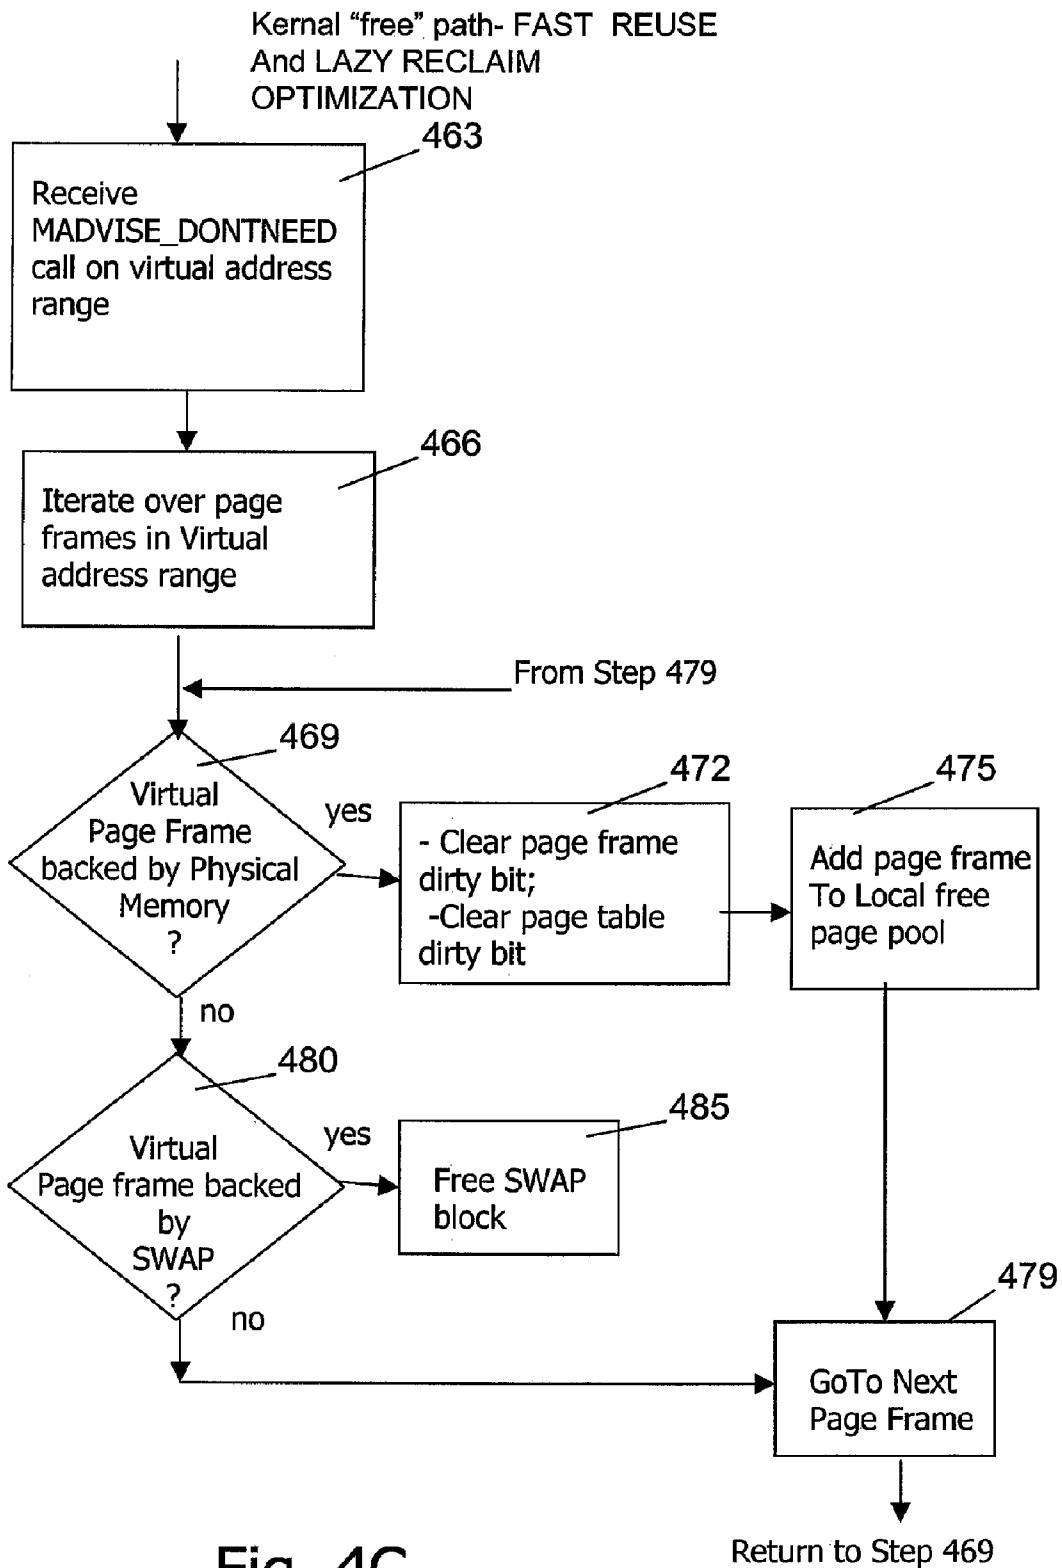 Kernal “free” path- FAST REUSE
And LAZY RECLAIM
OPTIMIZATION
463
Receive
MADVISE_DONTNEED
call on virtual address
range
466
Iterate over page
frames in Virtual
address range
From Step 479
469
Virtual
Page Frame
backed by Physical
Memory
?
yes
472
- Clear page frame
dirty bit;
-Clear page table
dirty bit
475
Add page frame
To Local free
page pool
no
480
Virtual
Page frame backed
by
SWAP
?
yes
485
Free SWAP
block
no
479
GoTo Next
Page Frame
Return to Step 469
Fig. 4C